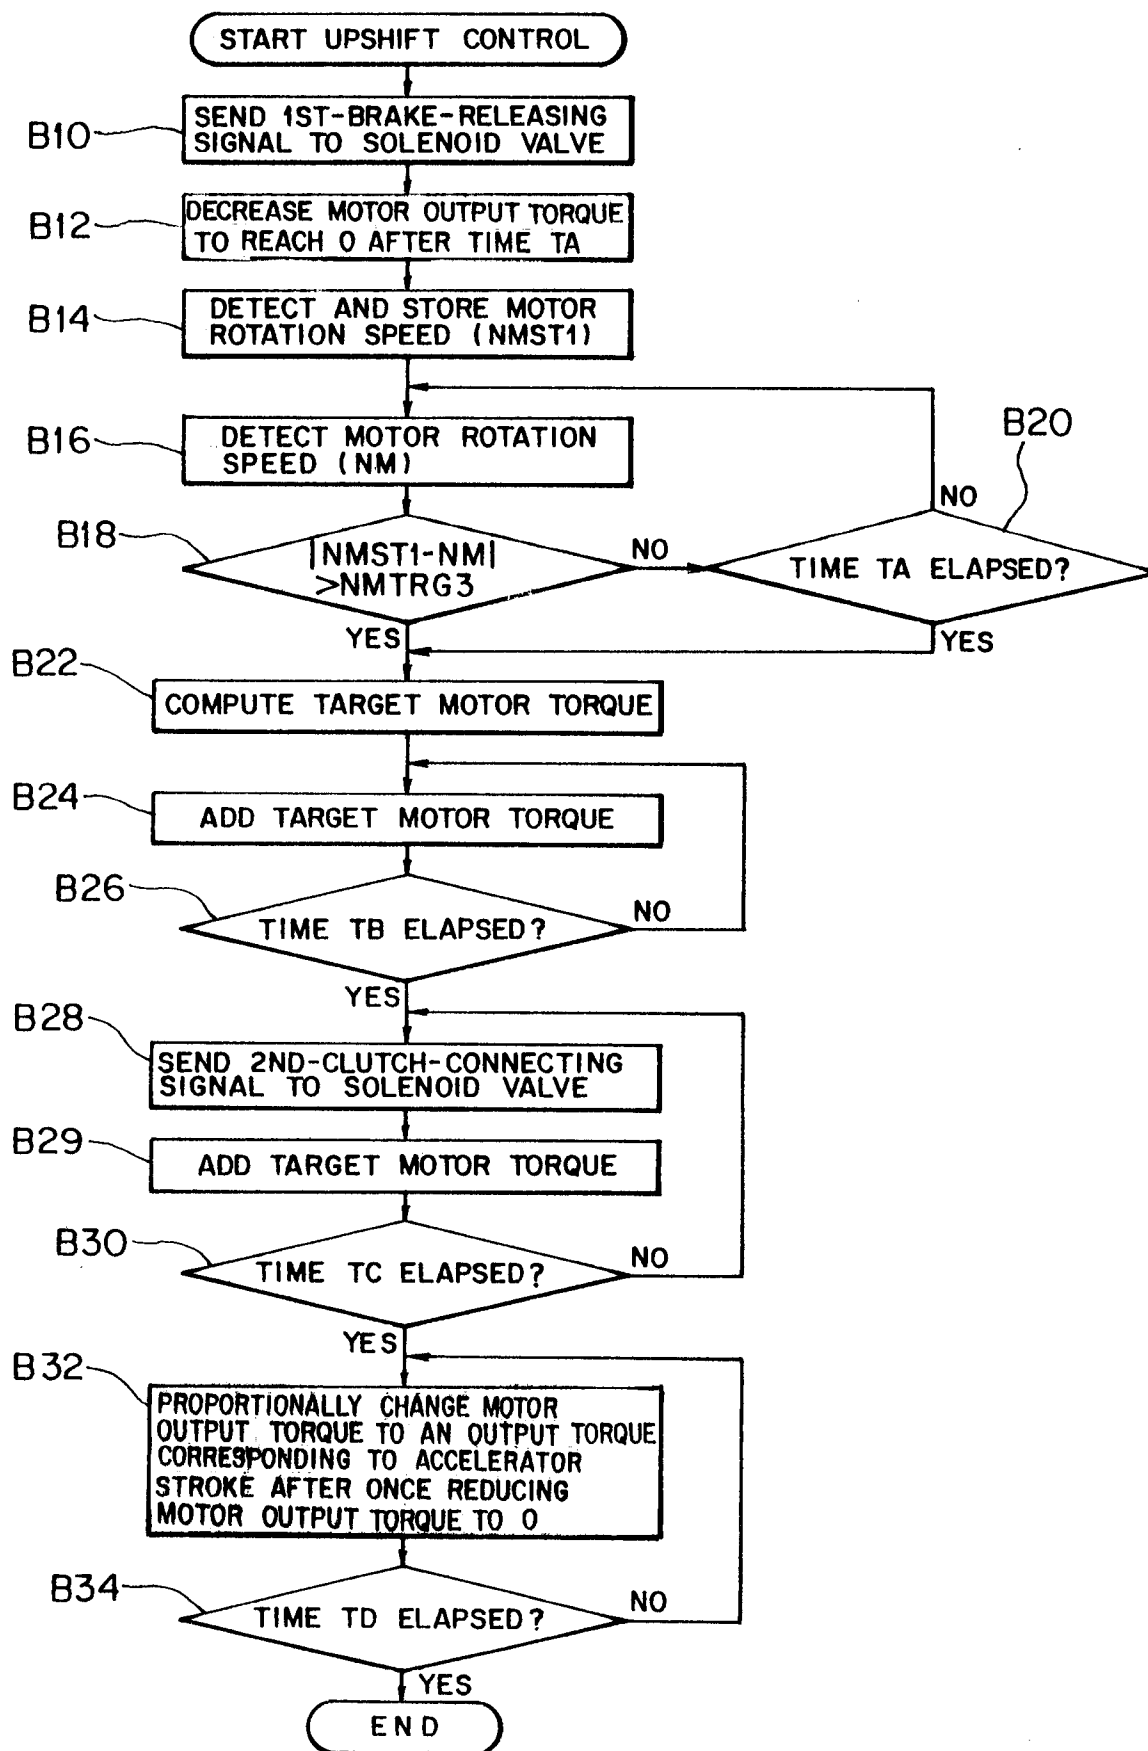 START UPSHIFT CONTROL
B10
SEND 1ST-BRAKE-RELEASING
SIGNAL TO SOLENOID VALVE
B12
DECREASE MOTOR OUTPUT TORQUE
TO REACH 0 AFTER TIME TA
B14
DETECT AND STORE MOTOR
ROTATION SPEED (NMST1)
B16
DETECT MOTOR ROTATION
SPEED (NM)
B18
|NMST1-NM|
>NMTRG3
NO
B20
TIME TA ELAPSED?
NO
YES
YES
B22
COMPUTE TARGET MOTOR TORQUE
B24
ADD TARGET MOTOR TORQUE
B26
TIME TB ELAPSED?
NO
YES
B28
SEND 2ND-CLUTCH-CONNECTING
SIGNAL TO SOLENOID VALVE
B29
ADD TARGET MOTOR TORQUE
B30
TIME TC ELAPSED?
NO
YES
B32
PROPORTIONALLY CHANGE MOTOR
OUTPUT TORQUE TO AN OUTPUT TORQUE
CORRESPONDING TO ACCELERATOR
STROKE AFTER ONCE REDUCING
MOTOR OUTPUT TORQUE TO 0
B34
TIME TD ELAPSED?
NO
YES
END